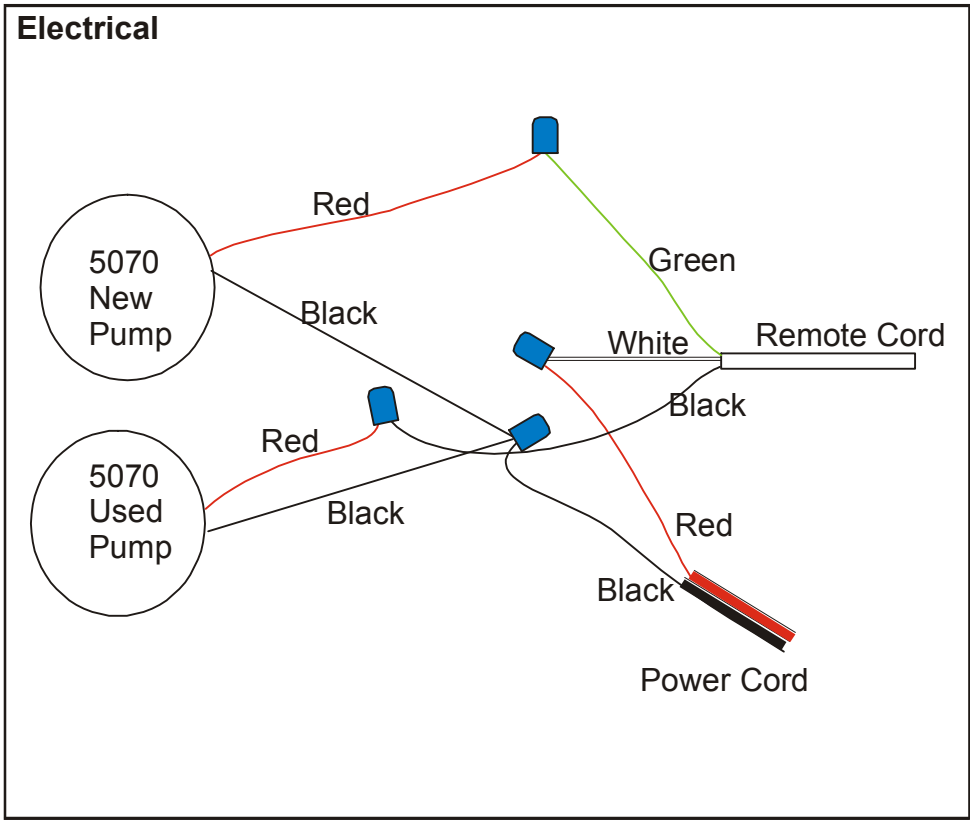 Electrical
Red
5070
New
Pump
Green
Black
White
Remote Cord
Black
Red
5070
Used
Pump
Black
Red
Black
Power Cord